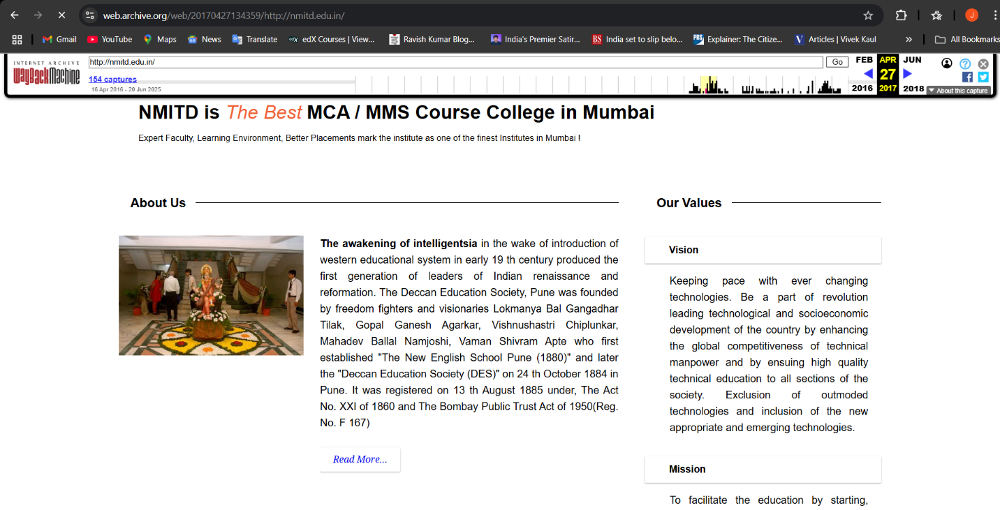 web.archive.org/web/20170427134359/http://nmitd.edu.in/
J
Gmail
YouTube
Maps
News
Translate
edX Courses | View...
Ravish Kumar Blog...
India's Premier Satir...
BS India set to slip belo...
PRS Explainer: The Citize...
V Articles | Vivek Kaul
»
All Bookmarks
INTERNET ARCHIVE
WayBackMachine
http://nmitd.edu.in/
Go
154 captures
16 Apr 2016 - 20 Jun 2025
FEB APR JUN
27
2016 2017 2018
About this capture
NMITD is The Best MCA / MMS Course College in Mumbai
Expert Faculty, Learning Environment, Better Placements mark the institute as one of the finest Institutes in Mumbai !
About Us
The awakening of intelligentsia in the wake of introduction of
western educational system in early 19 th century produced the
first generation of leaders of Indian renaissance and
reformation. The Deccan Education Society, Pune was founded
by freedom fighters and visionaries Lokmanya Bal Gangadhar
Tilak, Gopal Ganesh Agarkar, Vishnushastri Chiplunkar,
Mahadev Ballal Namjoshi, Vaman Shivram Apte who first
established "The New English School Pune (1880)" and later
the "Deccan Education Society (DES)" on 24 th October 1884 in
Pune. It was registered on 13 th August 1885 under, The Act
No. XXI of 1860 and The Bombay Public Trust Act of 1950(Reg.
No. F 167)
Read More...
Our Values
Vision
Keeping pace with ever changing
technologies. Be a part of revolution
leading technological and socioeconomic
development of the country by enhancing
the global competitiveness of technical
manpower and by ensuing high quality
technical education to all sections of the
society. Exclusion of outmoded
technologies and inclusion of the new
appropriate and emerging technologies.
Mission
To facilitate the education by starting,